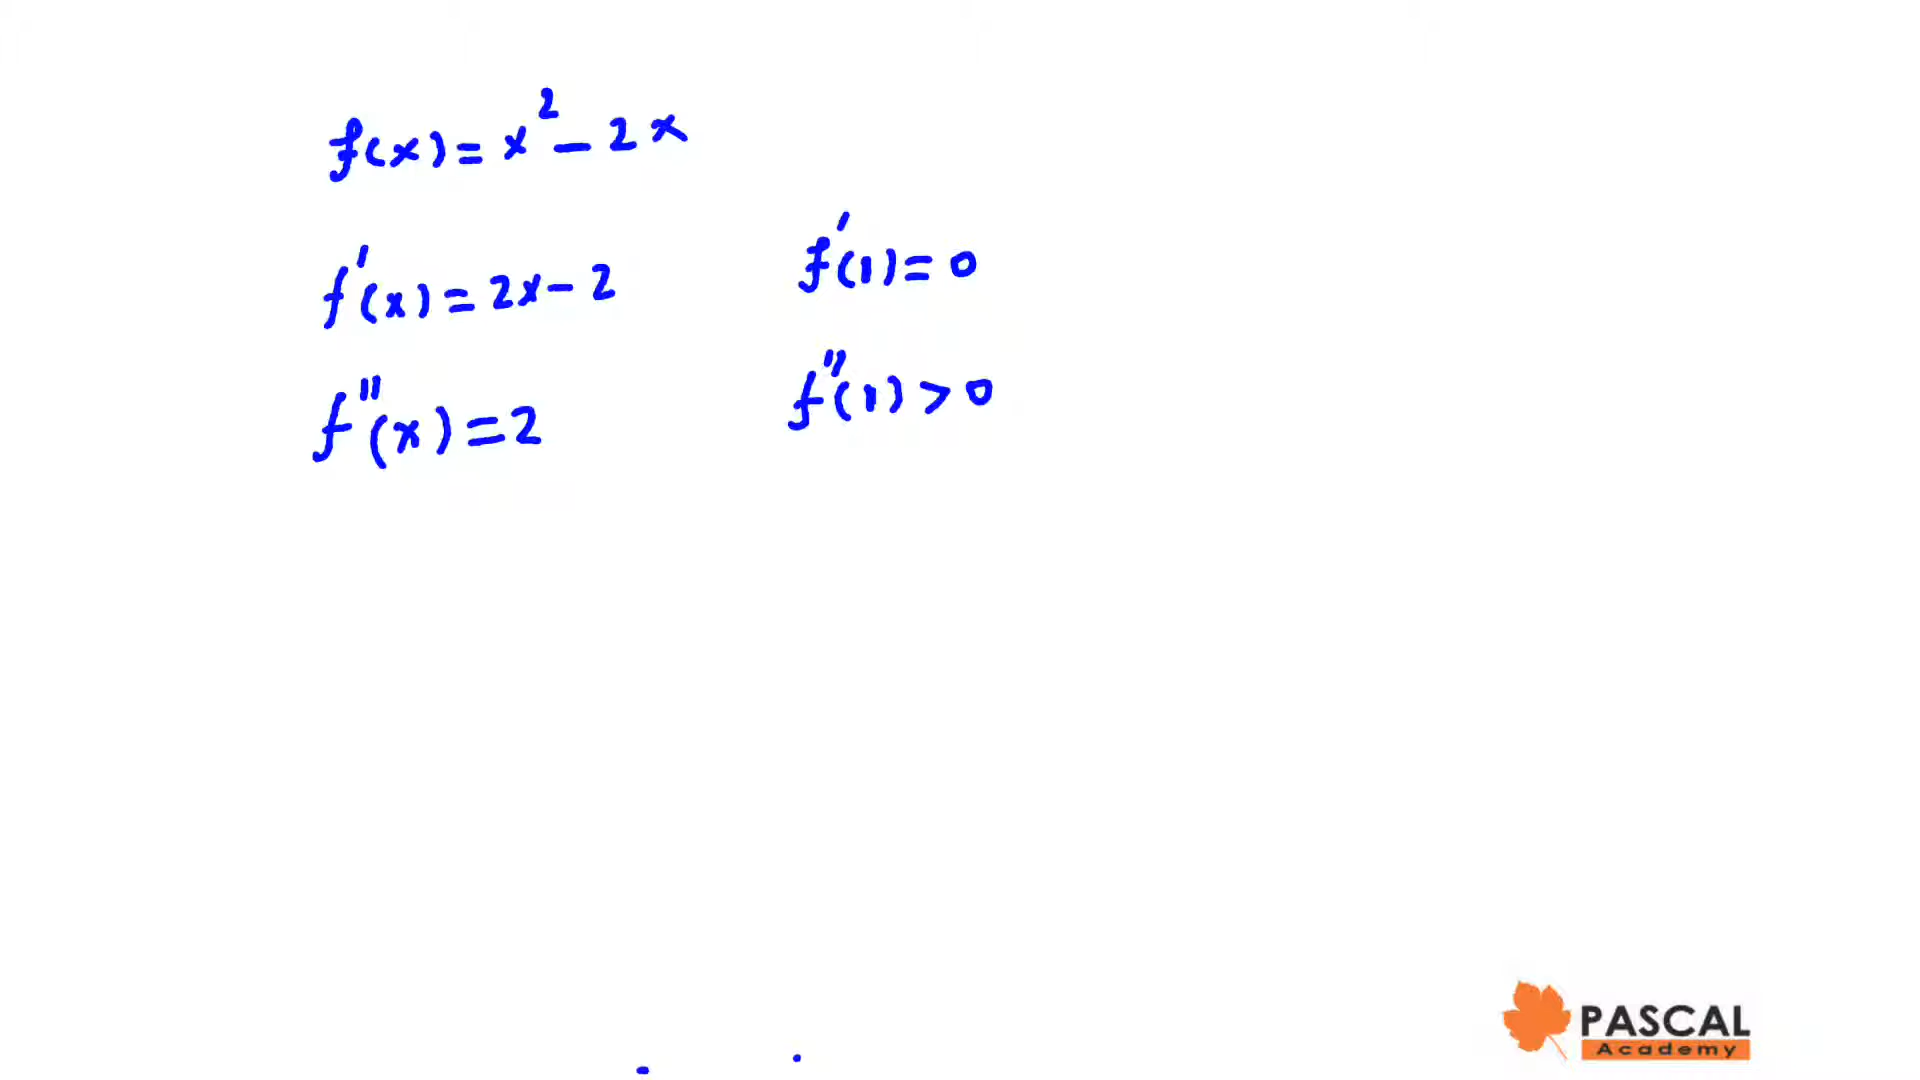 f(x) = x² - 2x
f'(x) = 2x - 2
f''(x) = 2
f'(1) = 0
f''(1) > 0
PASCAL
Academy